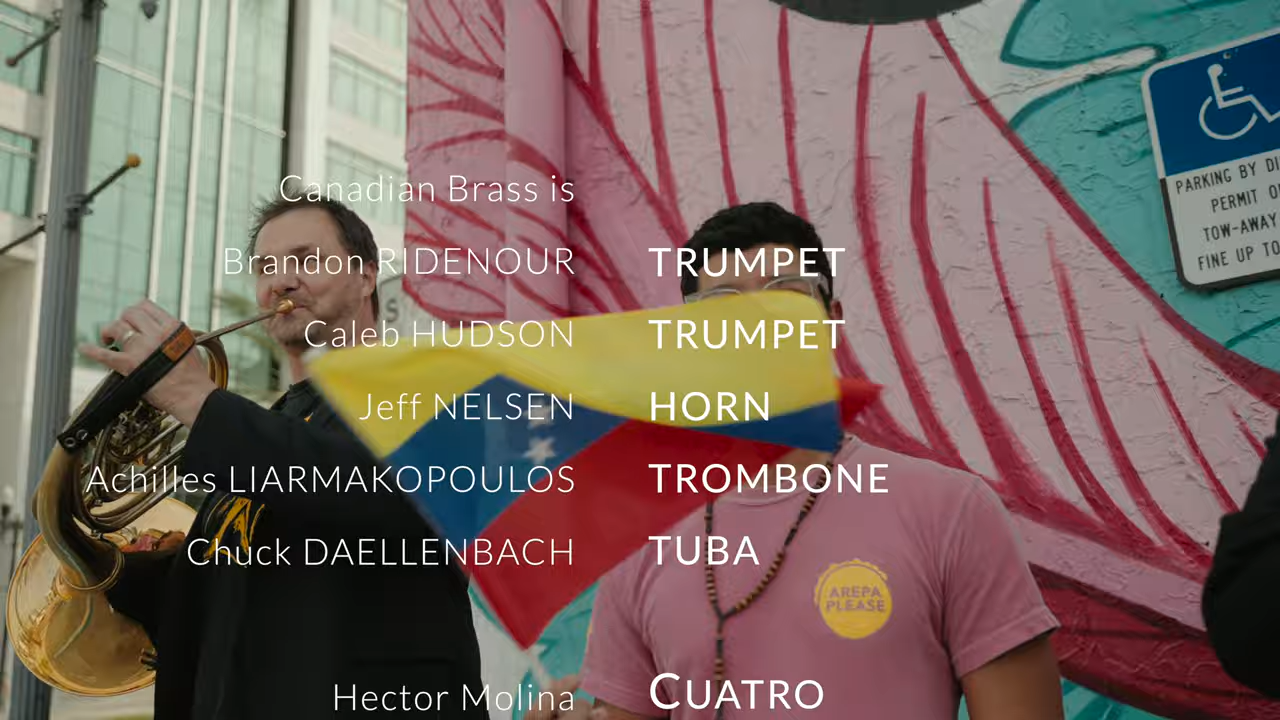 Canadian Brass is
Brandon RIDENOUR TRUMPET
Caleb HUDSON TRUMPET
Jeff NELSEN HORN
Achilles LIARMAKOPOULOS TROMBONE
Chuck DAELLENBACH TUBA
Hector Molina CUATRO
AREPA
PLEASE
PARKING BY DI
PERMIT O
TOW-AWAY
FINE UP TO